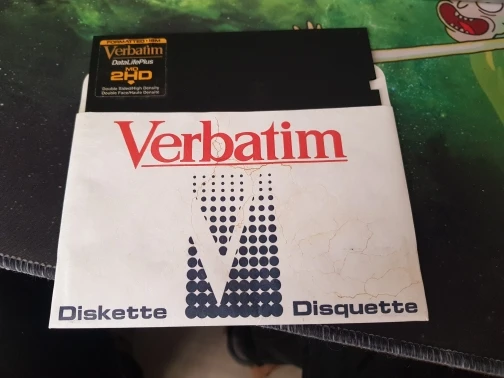 FORMATTED - IBM
Verbatim
DataLifePlus
MD
2HD
Double Sided/High Density
Double Face/Haute Densité
Verbatim
Diskette
Disquette